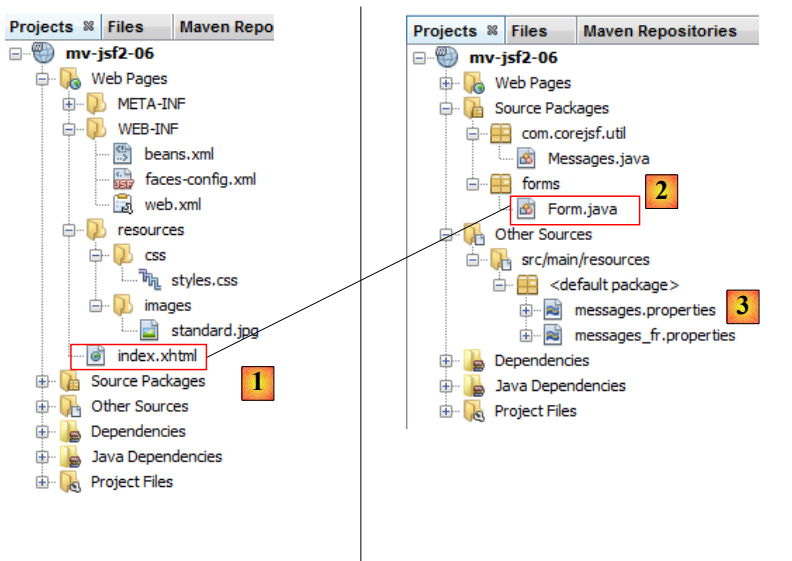 Projects Files Maven Repo
mv-jsf2-06
Web Pages
META-INF
WEB-INF
beans.xml
faces-config.xml
web.xml
resources
css
styles.css
images
standard.jpg
index.xhtml
Source Packages
1
Other Sources
Dependencies
Java Dependencies
Project Files
Projects Files Maven Repositories
mv-jsf2-06
Web Pages
Source Packages
com.corejsf.util
Messages.java
forms
2
Form.java
Other Sources
src/main/resources
<default package>
messages.properties
3
messages_fr.properties
Dependencies
Java Dependencies
Project Files